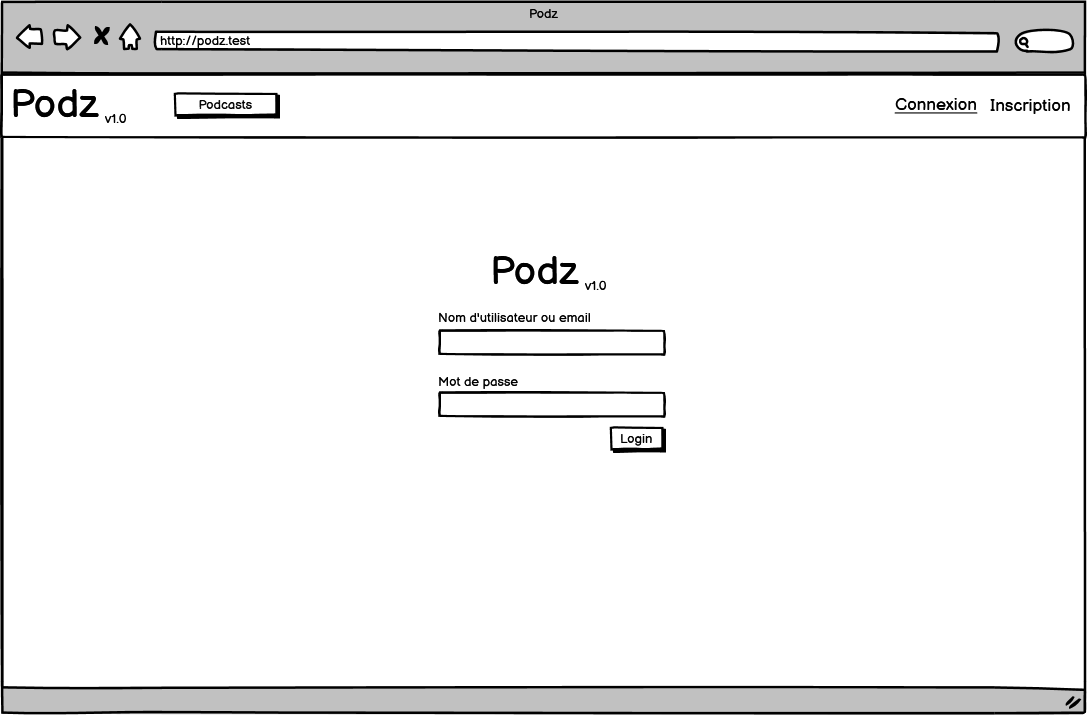 Podz
http://podz.test
Podz v1.0
Podcasts
Connexion
Inscription
Podz v1.0
Nom d'utilisateur ou email
Mot de passe
Login